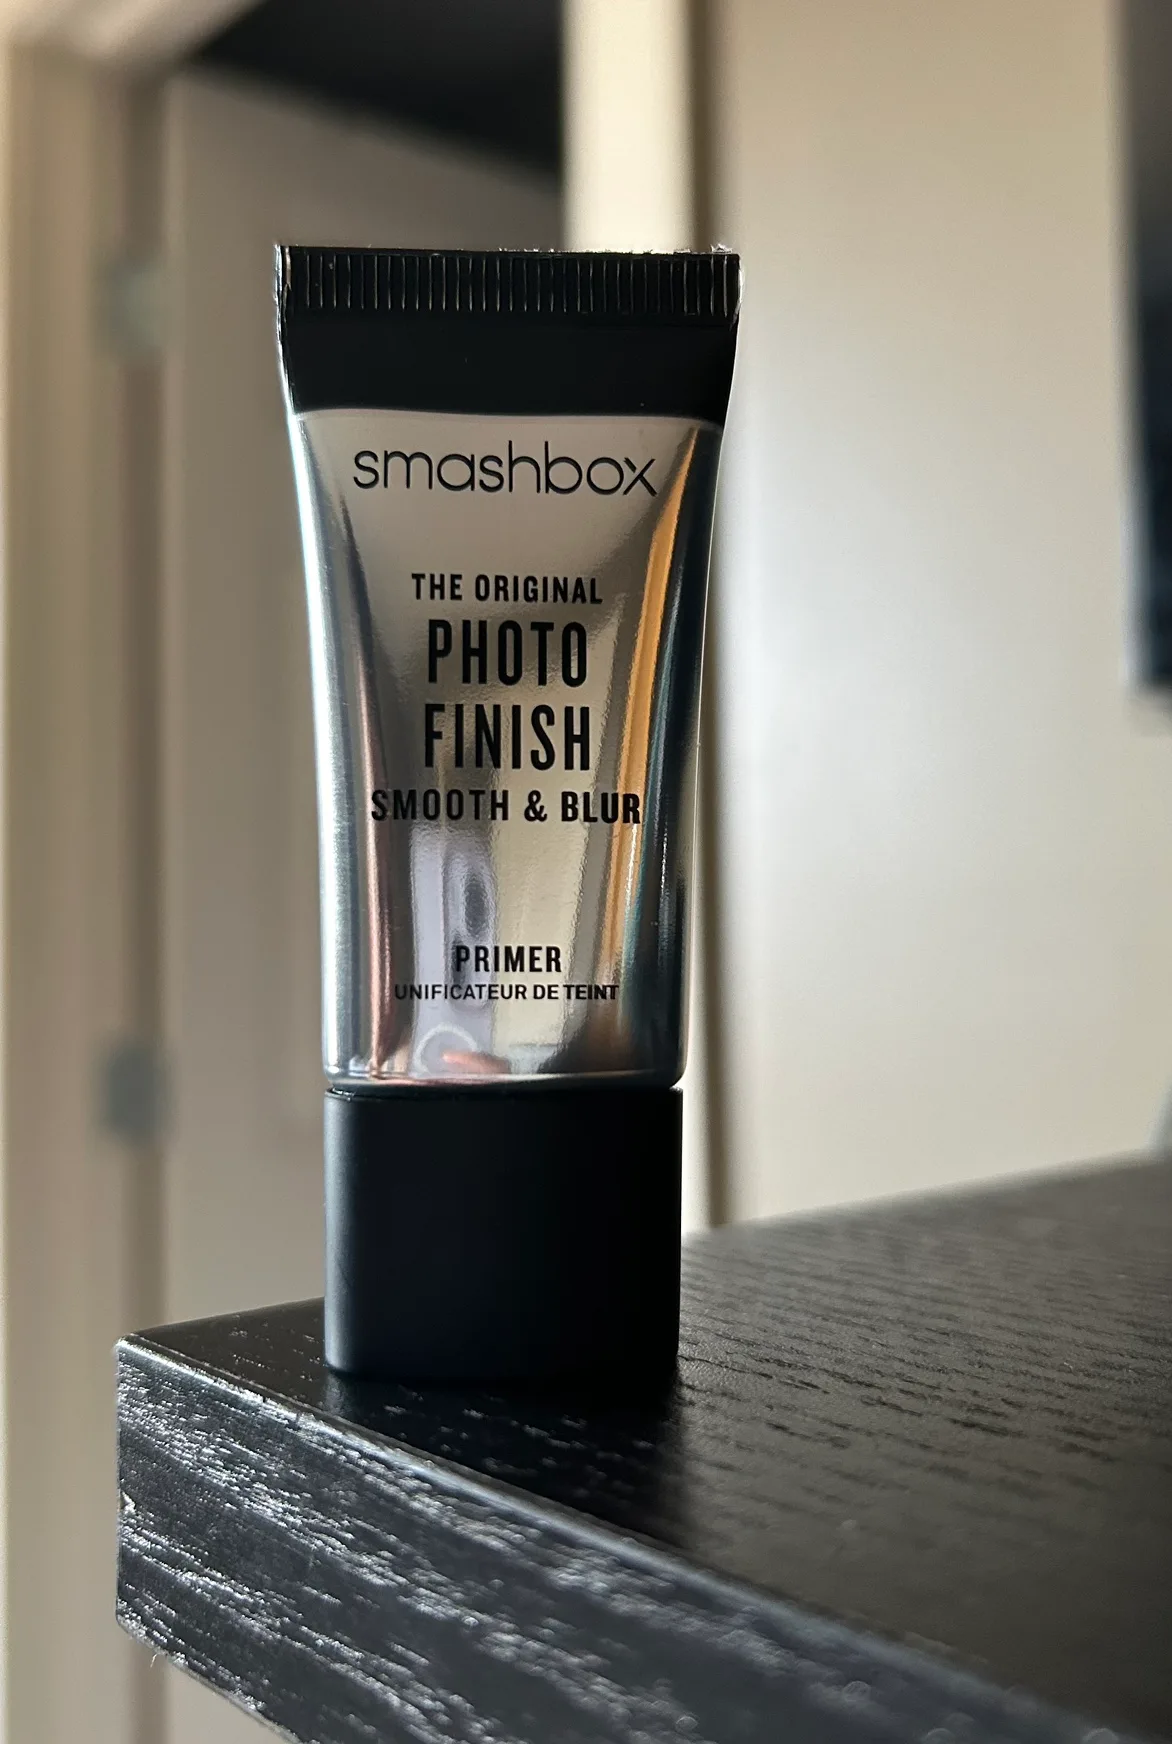 smashbox
THE ORIGINAL
PHOTO
FINISH
SMOOTH & BLUR
PRIMER
UNIFICATEUR DE TEINT